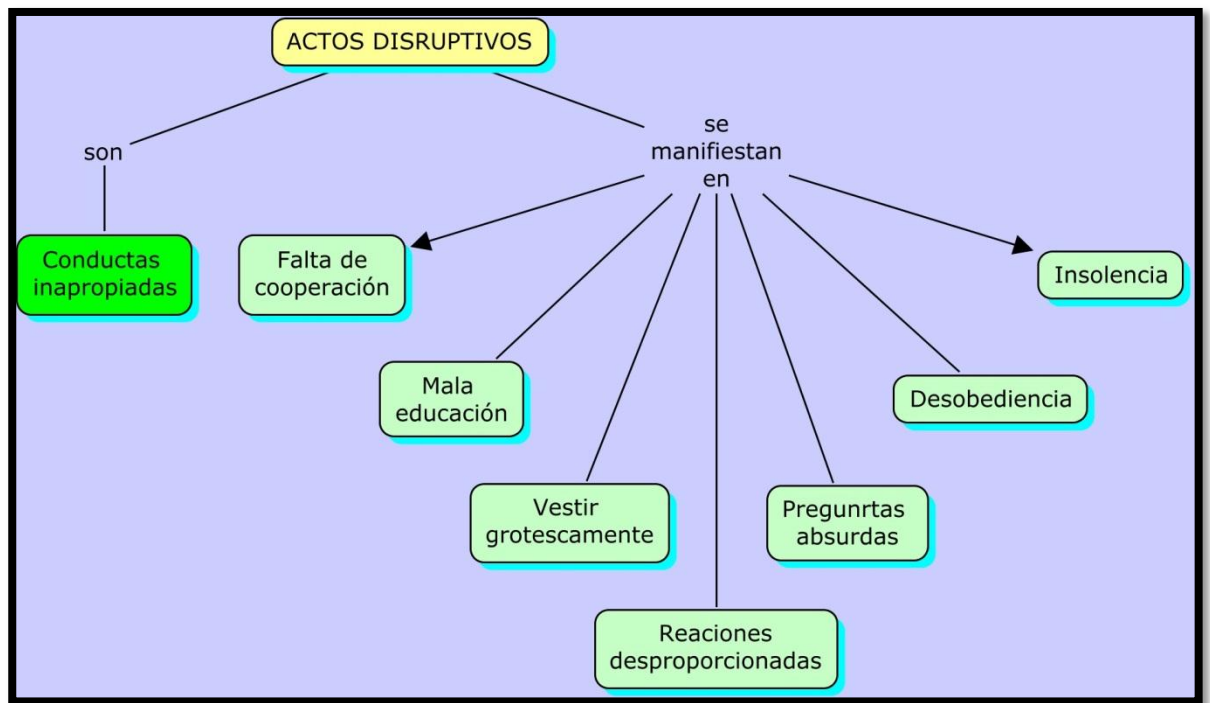 ACTOS DISRUPTIVOS
son
se
manifiestan
en
Conductas
inapropiadas
Falta de
cooperación
Insolencia
Mala
educación
Desobediencia
Vestir
grotescamente
Pregunrtas
absurdas
Reaciones
desproporcionadas